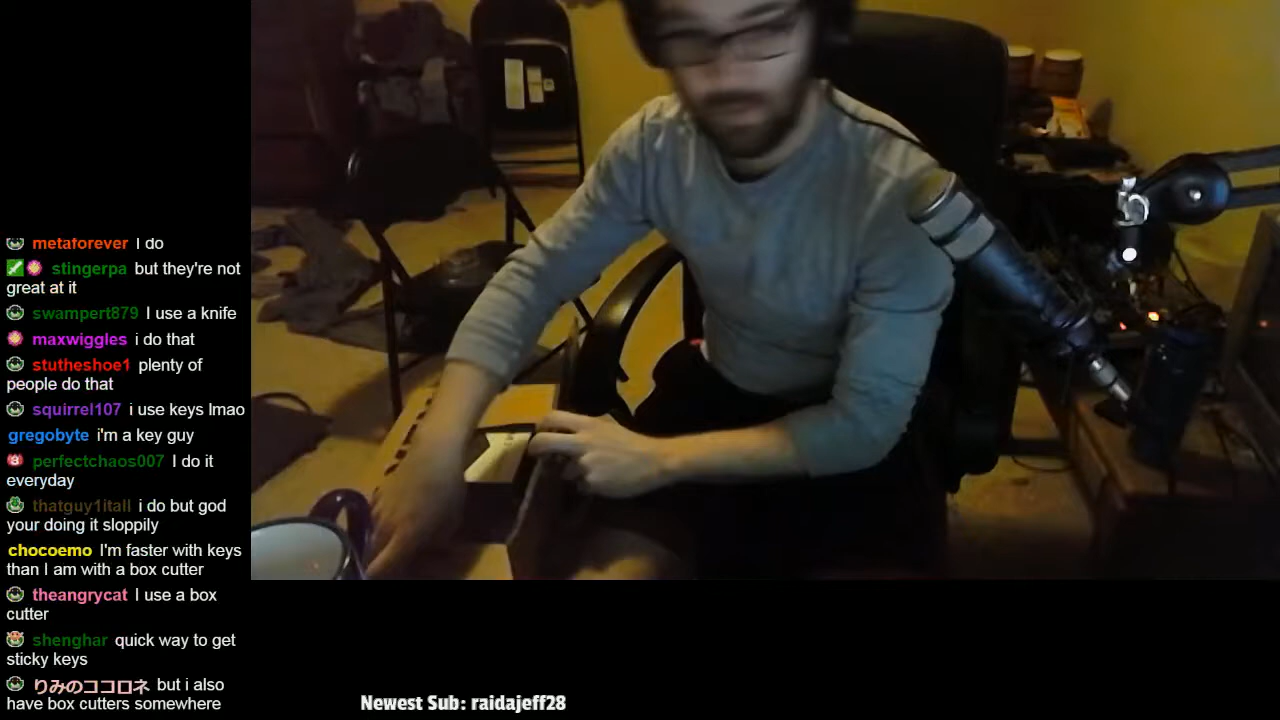 metaforever I do
stingerpa but they're not
great at it
swampert879 I use a knife
maxwiggles i do that
stutheshoe1 plenty of
people do that
squirrel107 i use keys lmao
gregobyte i'm a key guy
perfectchaos007 I do it
everyday
thatguy1itall i do but god
your doing it sloppily
chocoemo I'm faster with keys
than I am with a box cutter
theangrycat I use a box
cutter
shenghar quick way to get
sticky keys
りみのココロネ but i also
have box cutters somewhere
Newest Sub: raidajeff28